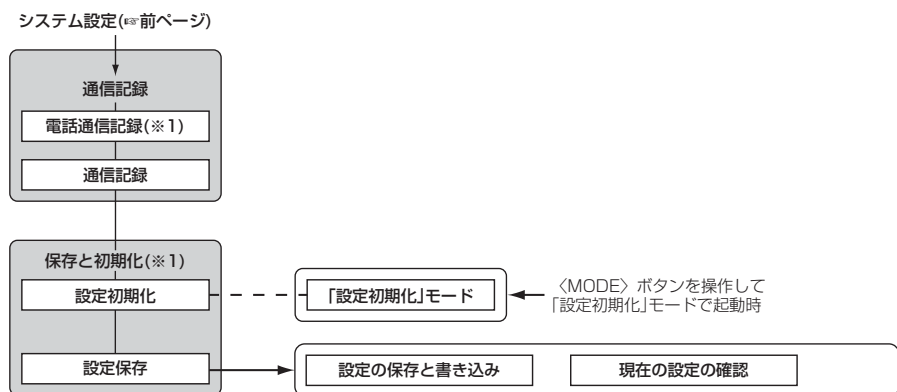 システム設定(☞前ページ)
通信記録
電話通信記録(※1)
通信記録
保存と初期化(※1)
設定初期化
「設定初期化」モード
〈MODE〉ボタンを操作して
「設定初期化」モードで起動時
設定保存
設定の保存と書き込み
現在の設定の確認